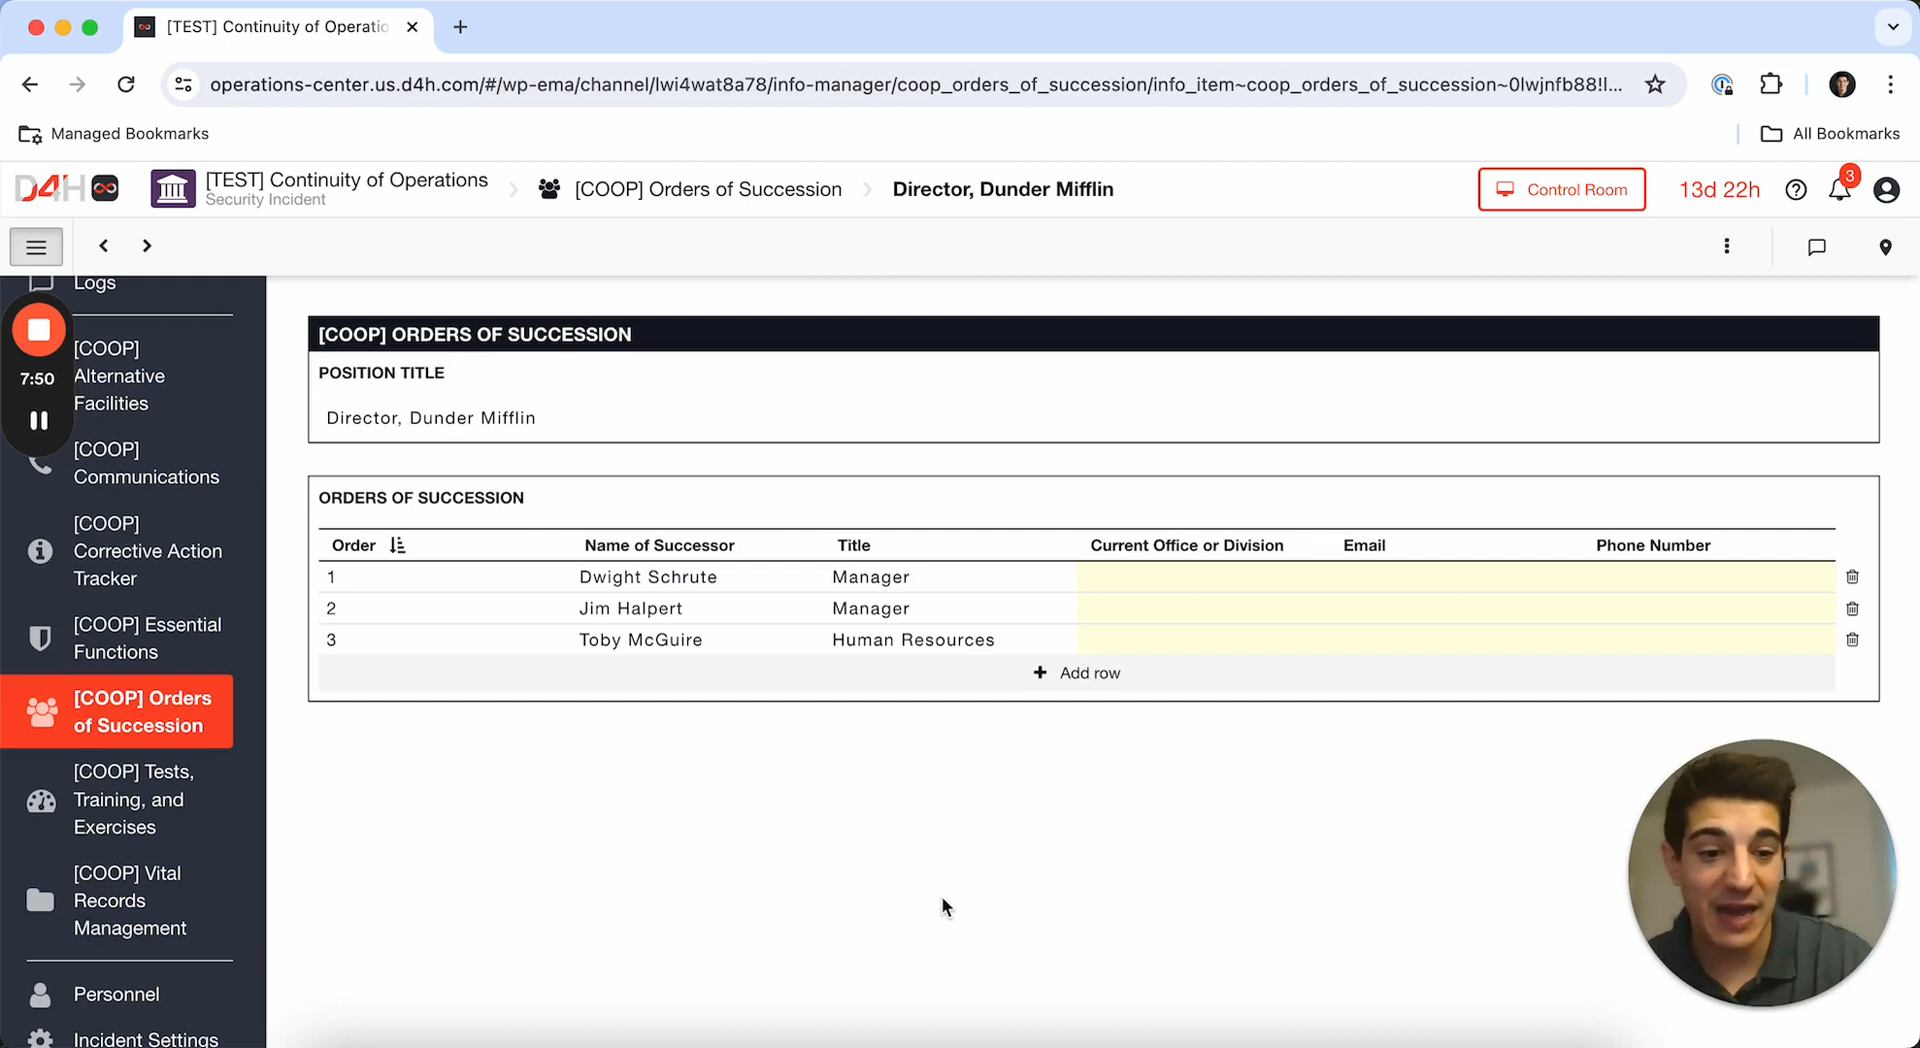 [TEST] Continuity of Operatio
operations-center.us.d4h.com/#/wp-ema/channel/lwi4wat8a78/info-manager/coop_orders_of_succession/info_item~coop_orders_of_succession~0lwjnfb88!l...
Managed Bookmarks
All Bookmarks
D4H
[TEST] Continuity of Operations
Security Incident
[COOP] Orders of Succession
Director, Dunder Mifflin
Control Room
13d 22h
3
Logs
7:50
[COOP]
Alternative
Facilities
[COOP]
Communications
[COOP]
Corrective Action
Tracker
[COOP] Essential
Functions
[COOP] Orders
of Succession
[COOP] Tests,
Training, and
Exercises
[COOP] Vital
Records
Management
Personnel
Incident Settings
[COOP] ORDERS OF SUCCESSION
POSITION TITLE
Director, Dunder Mifflin
ORDERS OF SUCCESSION
Order Name of Successor Title Current Office or Division Email Phone Number
1 Dwight Schrute Manager
2 Jim Halpert Manager
3 Toby McGuire Human Resources
+ Add row